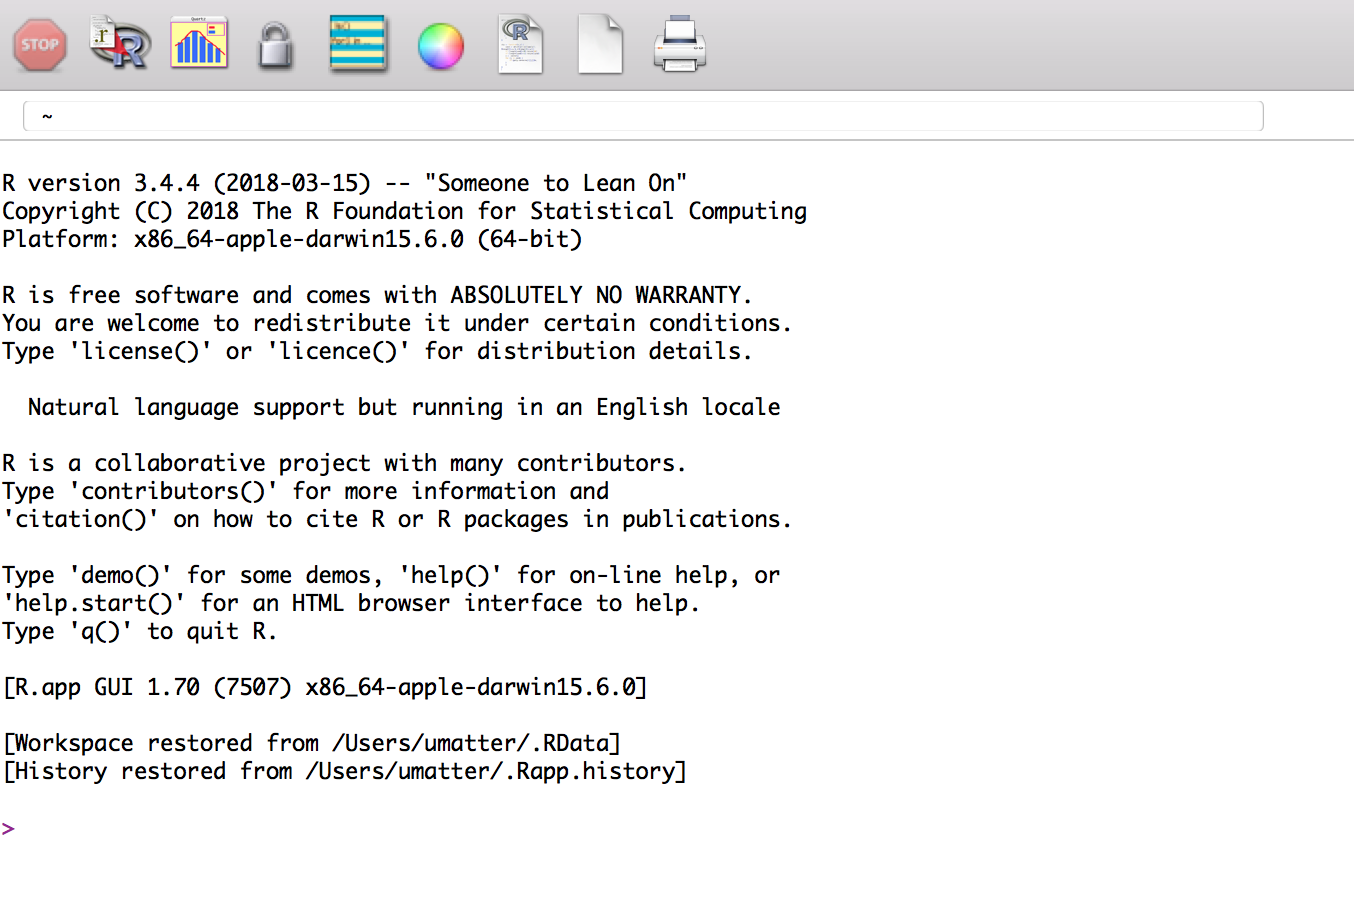 STOP
Quartz
~
R version 3.4.4 (2018-03-15) -- "Someone to Lean On"
Copyright (C) 2018 The R Foundation for Statistical Computing
Platform: x86_64-apple-darwin15.6.0 (64-bit)
R is free software and comes with ABSOLUTELY NO WARRANTY.
You are welcome to redistribute it under certain conditions.
Type 'license()' or 'licence()' for distribution details.
Natural language support but running in an English locale
R is a collaborative project with many contributors.
Type 'contributors()' for more information and
'citation()' on how to cite R or R packages in publications.
Type 'demo()' for some demos, 'help()' for on-line help, or
'help.start()' for an HTML browser interface to help.
Type 'q()' to quit R.
[R.app GUI 1.70 (7507) x86_64-apple-darwin15.6.0]
[Workspace restored from /Users/umatter/.RData]
[History restored from /Users/umatter/.Rapp.history]
>